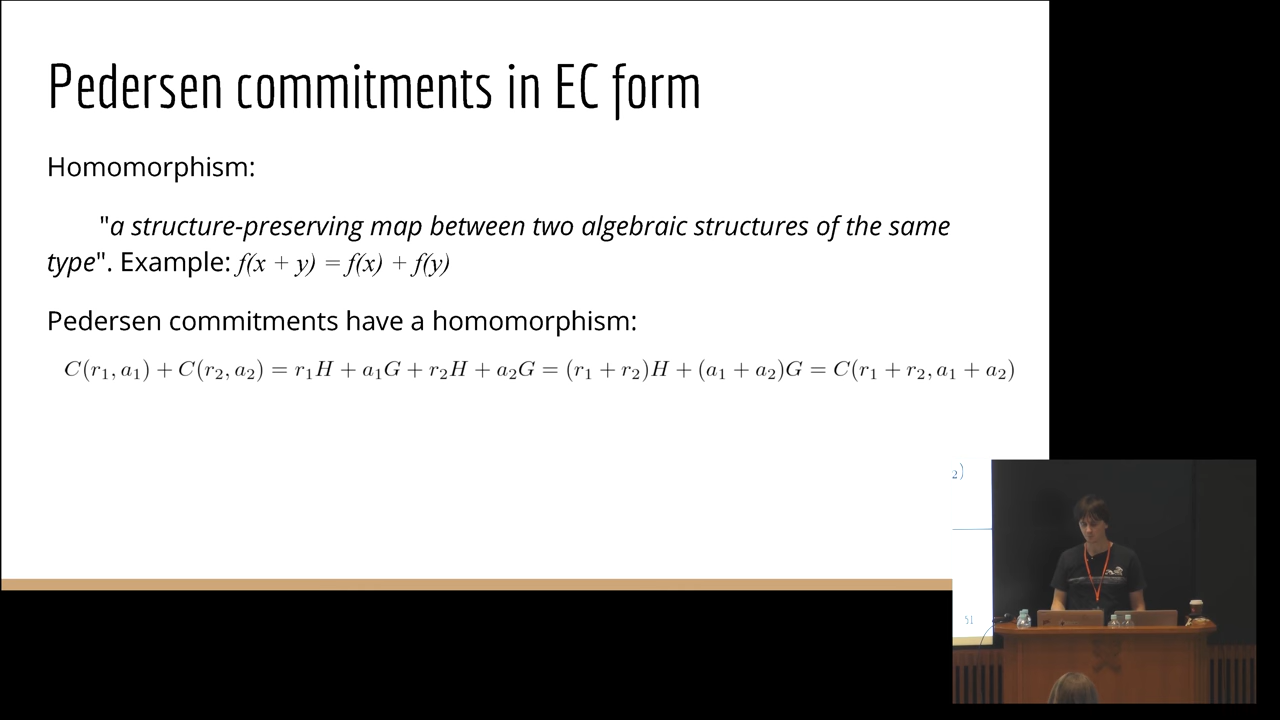 Pedersen commitments in EC form
Homomorphism:
"a structure-preserving map between two algebraic structures of the same
type". Example: f(x + y) = f(x) + f(y)
Pedersen commitments have a homomorphism:
C(r₁, a₁) + C(r₂, a₂) = r₁H + a₁G + r₂H + a₂G = (r₁ + r₂)H + (a₁ + a₂)G = C(r₁ + r₂, a₁ + a₂)
₂)
51